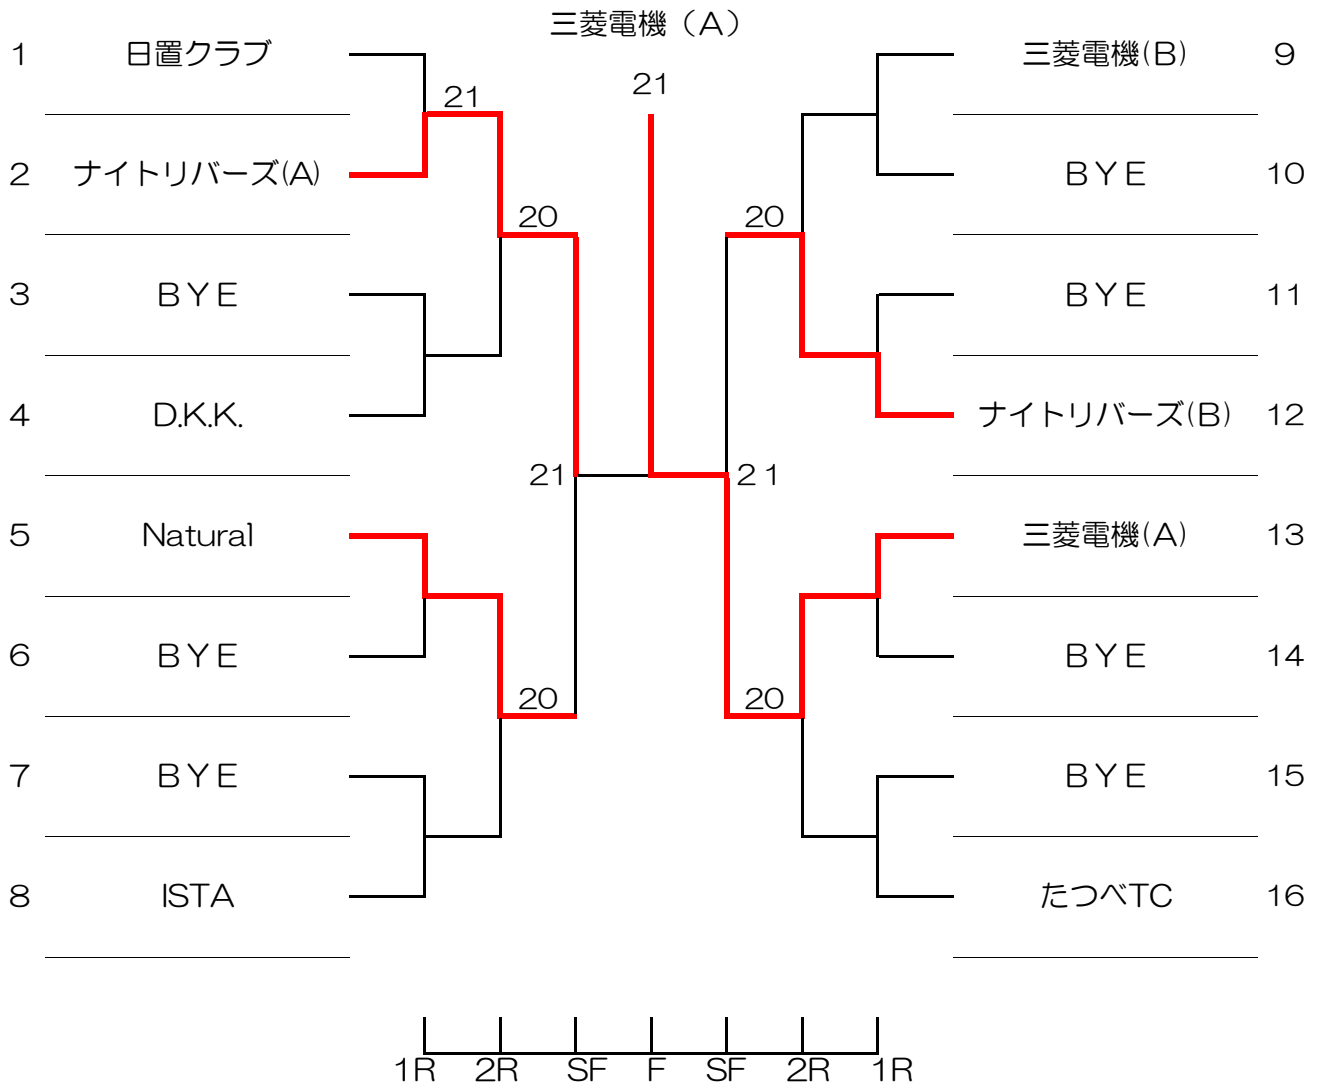 三菱電機（A）
1 日置クラブ
三菱電機(B) 9
21
21
2 ナイトリバーズ(A)
ＢＹＥ 10
20
20
3 ＢＹＥ
ＢＹＥ 11
4 D.K.K.
ナイトリバーズ(B) 12
21
２１
5 Natural
三菱電機(A) 13
6 ＢＹＥ
ＢＹＥ 14
20
20
7 ＢＹＥ
ＢＹＥ 15
8 ISTA
たつべTC 16
1R 2R SF F SF 2R 1R